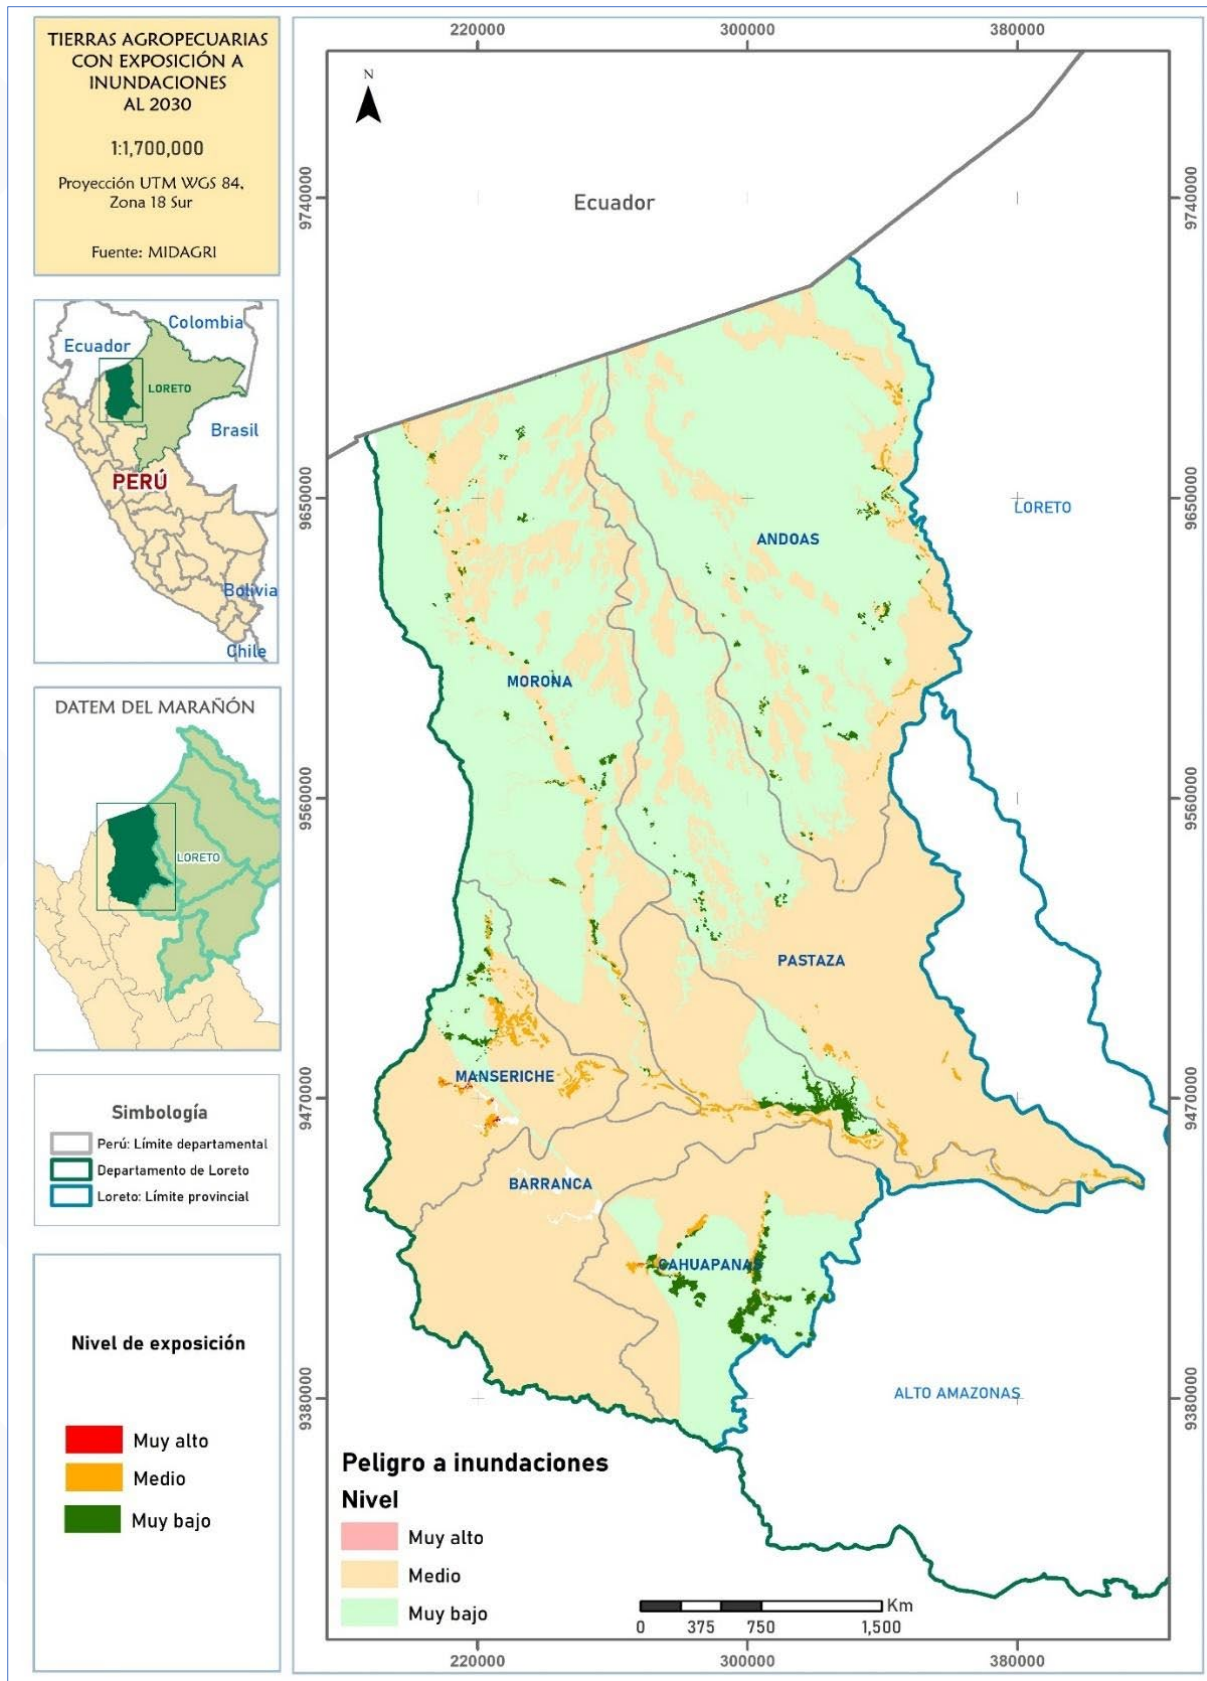 TIERRAS AGROPECUARIAS
CON EXPOSICIÓN A
INUNDACIONES
AL 2030
1:1,700,000
Proyección UTM WGS 84,
Zona 18 Sur
Fuente: MIDAGRI
Colombia
Ecuador
LORETO
Brasil
PERÚ
Bolivia
Chile
DATEM DEL MARAÑÓN
LORETO
Simbología
Perú: Límite departamental
Departamento de Loreto
Loreto: Límite provincial
Nivel de exposición
Muy alto
Medio
Muy bajo
220000
300000
380000
N
9740000
9740000
Ecuador
9650000
9650000
LORETO
ANDOAS
MORONA
9560000
9560000
PASTAZA
MANSERICHE
9470000
9470000
BARRANCA
CAHUAPANAS
9380000
9380000
ALTO AMAZONAS
Peligro a inundaciones
Nivel
Muy alto
Medio
Muy bajo
Km
0
375
750
1,500
220000
300000
380000